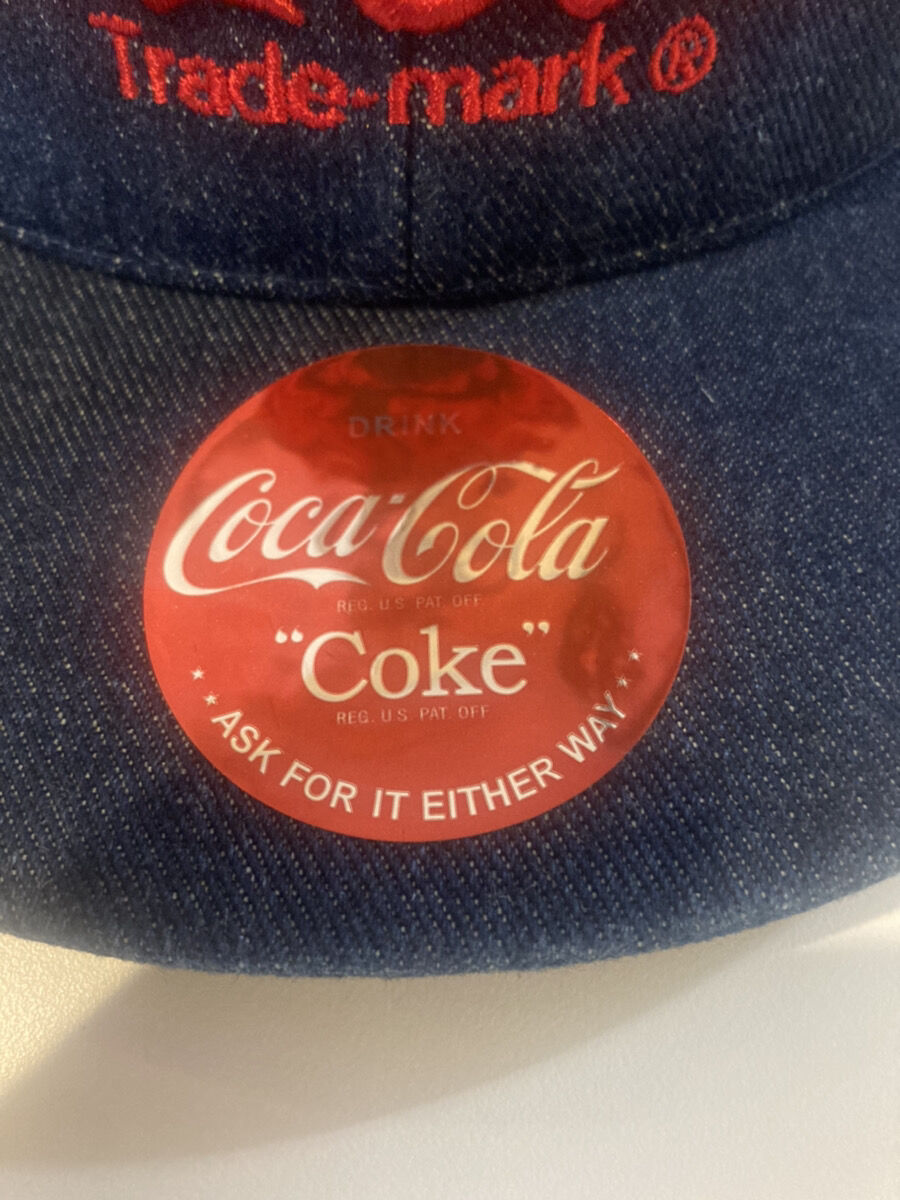 Trade-mark ®
DRINK
Coca-Cola
REG. U.S. PAT. OFF.
“Coke”
REG. U.S. PAT. OFF.
ASK FOR IT EITHER WAY